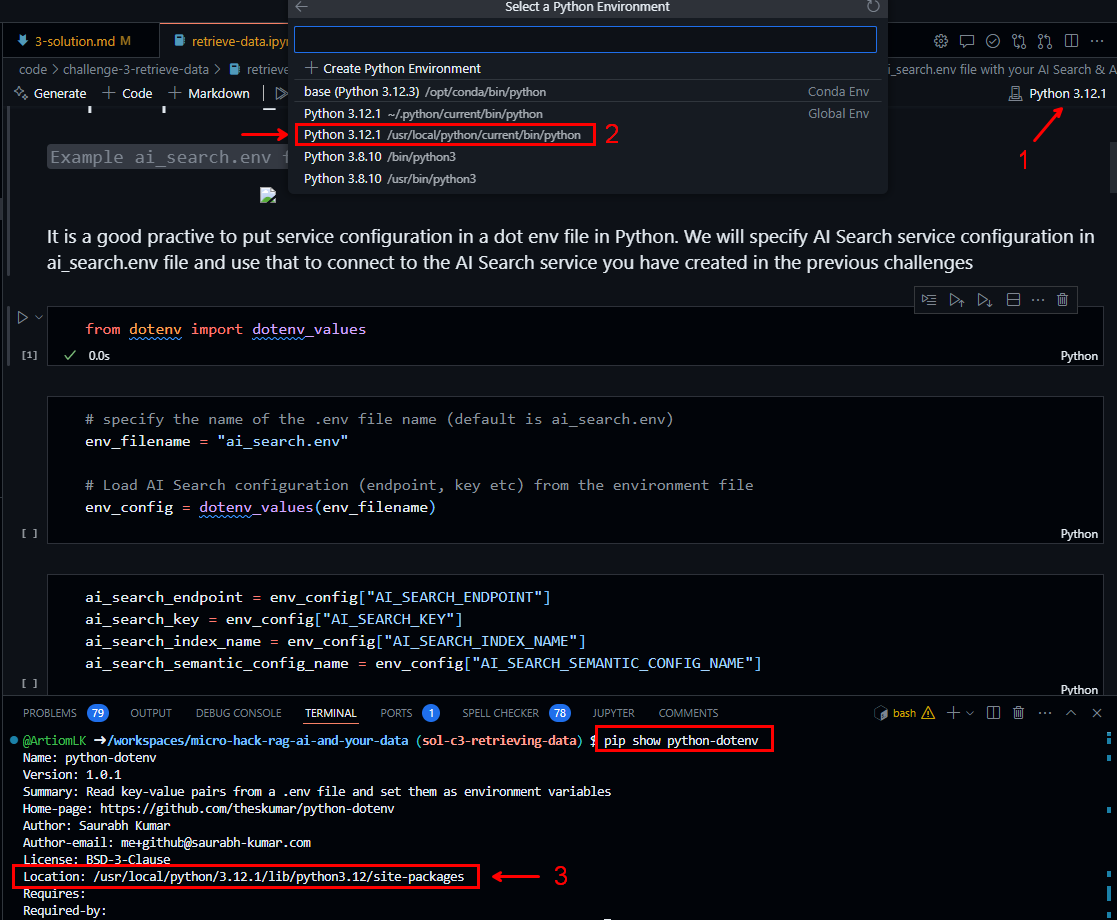 Select a Python Environment
3-solution.md M
retrieve-data.ipyn
Create Python Environment
code > challenge-3-retrieve-data > retrieve
i_search.env file with your AI Search & A
base (Python 3.12.3) /opt/conda/bin/python Conda Env
Generate + Code + Markdown
Python 3.12.1
Python 3.12.1 ~/.python/current/bin/python Global Env
Python 3.12.1 /usr/local/python/current/bin/python 2
Python 3.8.10 /bin/python3
1
Example ai_search.env f
Python 3.8.10 /usr/bin/python3
It is a good practive to put service configuration in a dot env file in Python. We will specify AI Search service configuration in
ai_search.env file and use that to connect to the AI Search service you have created in the previous challenges
from dotenv import dotenv_values
[1] 0.0s Python
# specify the name of the .env file name (default is ai_search.env)
env_filename = "ai_search.env"
# Load AI Search configuration (endpoint, key etc) from the environment file
env_config = dotenv_values(env_filename)
[ ] Python
ai_search_endpoint = env_config["AI_SEARCH_ENDPOINT"]
ai_search_key = env_config["AI_SEARCH_KEY"]
ai_search_index_name = env_config["AI_SEARCH_INDEX_NAME"]
ai_search_semantic_config_name = env_config["AI_SEARCH_SEMANTIC_CONFIG_NAME"]
[ ] Python
PROBLEMS 79 OUTPUT DEBUG CONSOLE TERMINAL PORTS 1 SPELL CHECKER 78 JUPYTER COMMENTS bash
@ArtiomLK ➜/workspaces/micro-hack-rag-ai-and-your-data (sol-c3-retrieving-data) $ pip show python-dotenv
Name: python-dotenv
Version: 1.0.1
Summary: Read key-value pairs from a .env file and set them as environment variables
Home-page: https://github.com/theskumar/python-dotenv
Author: Saurabh Kumar
Author-email: me+github@saurabh-kumar.com
License: BSD-3-Clause
Location: /usr/local/python/3.12.1/lib/python3.12/site-packages 3
Requires:
Required-by: